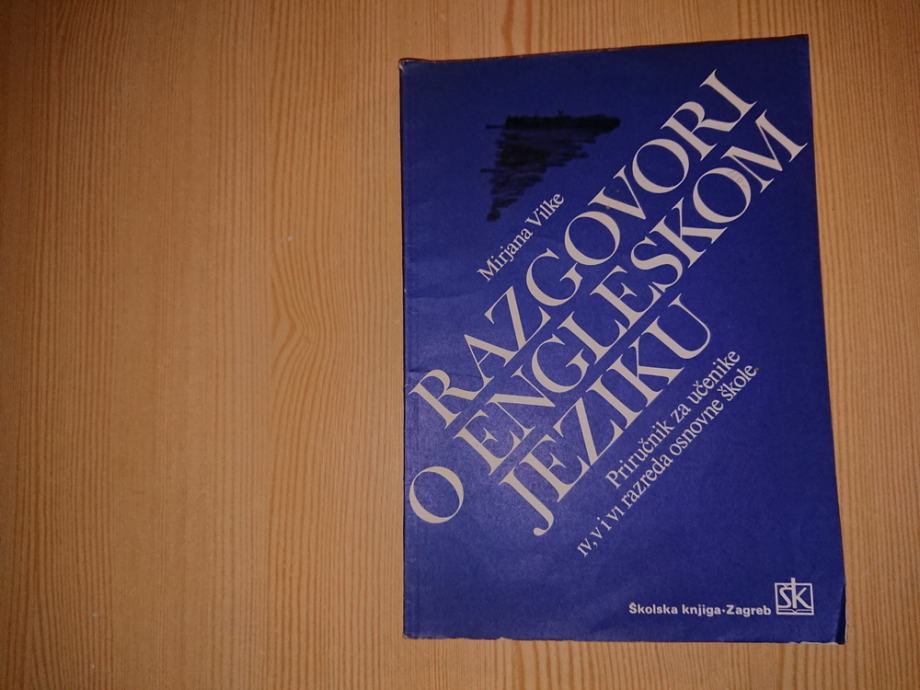 Mirjana Vilke
RAZGOVORI
O ENGLESKOM
JEZIKU
Priručnik za učenike
IV, V i VI razreda osnovne škole
Školska knjiga-Zagreb
šk